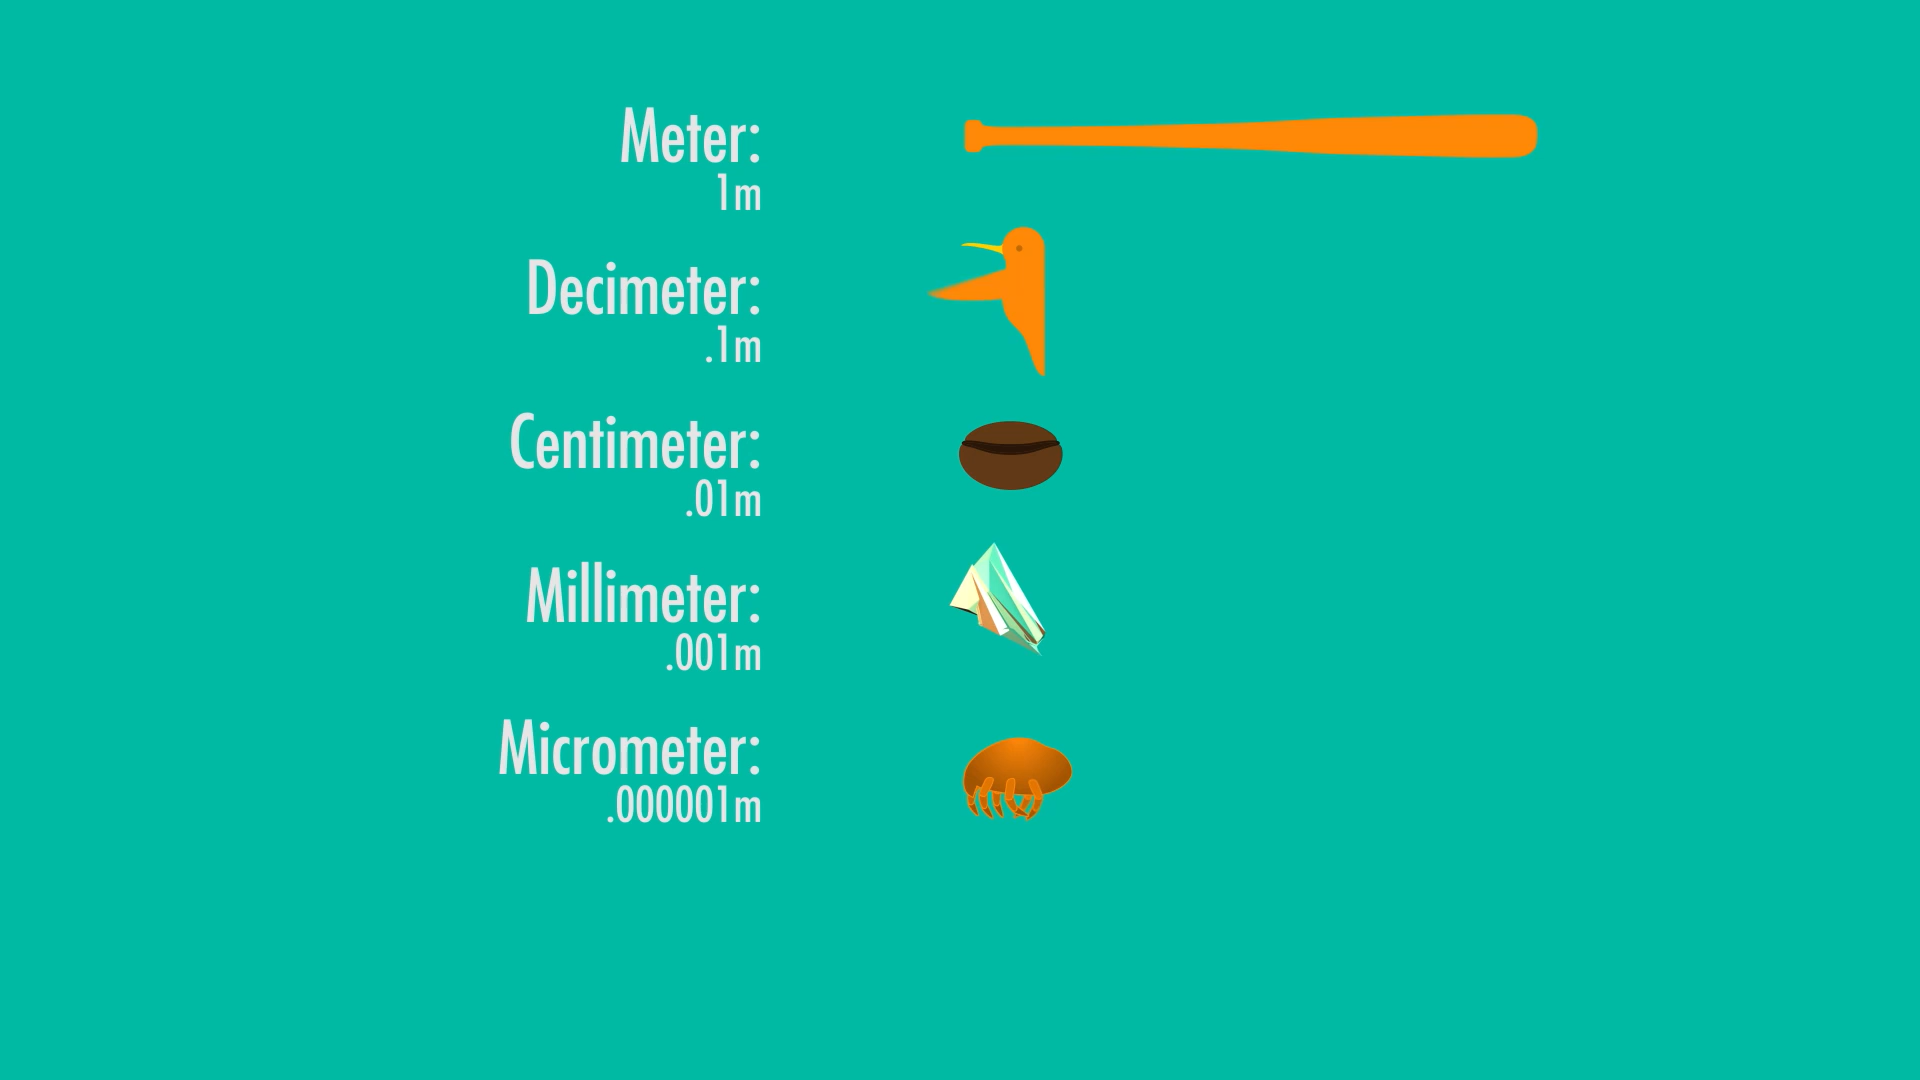 Meter:
1m
Decimeter:
.1m
Centimeter:
.01m
Millimeter:
.001m
Micrometer:
.000001m